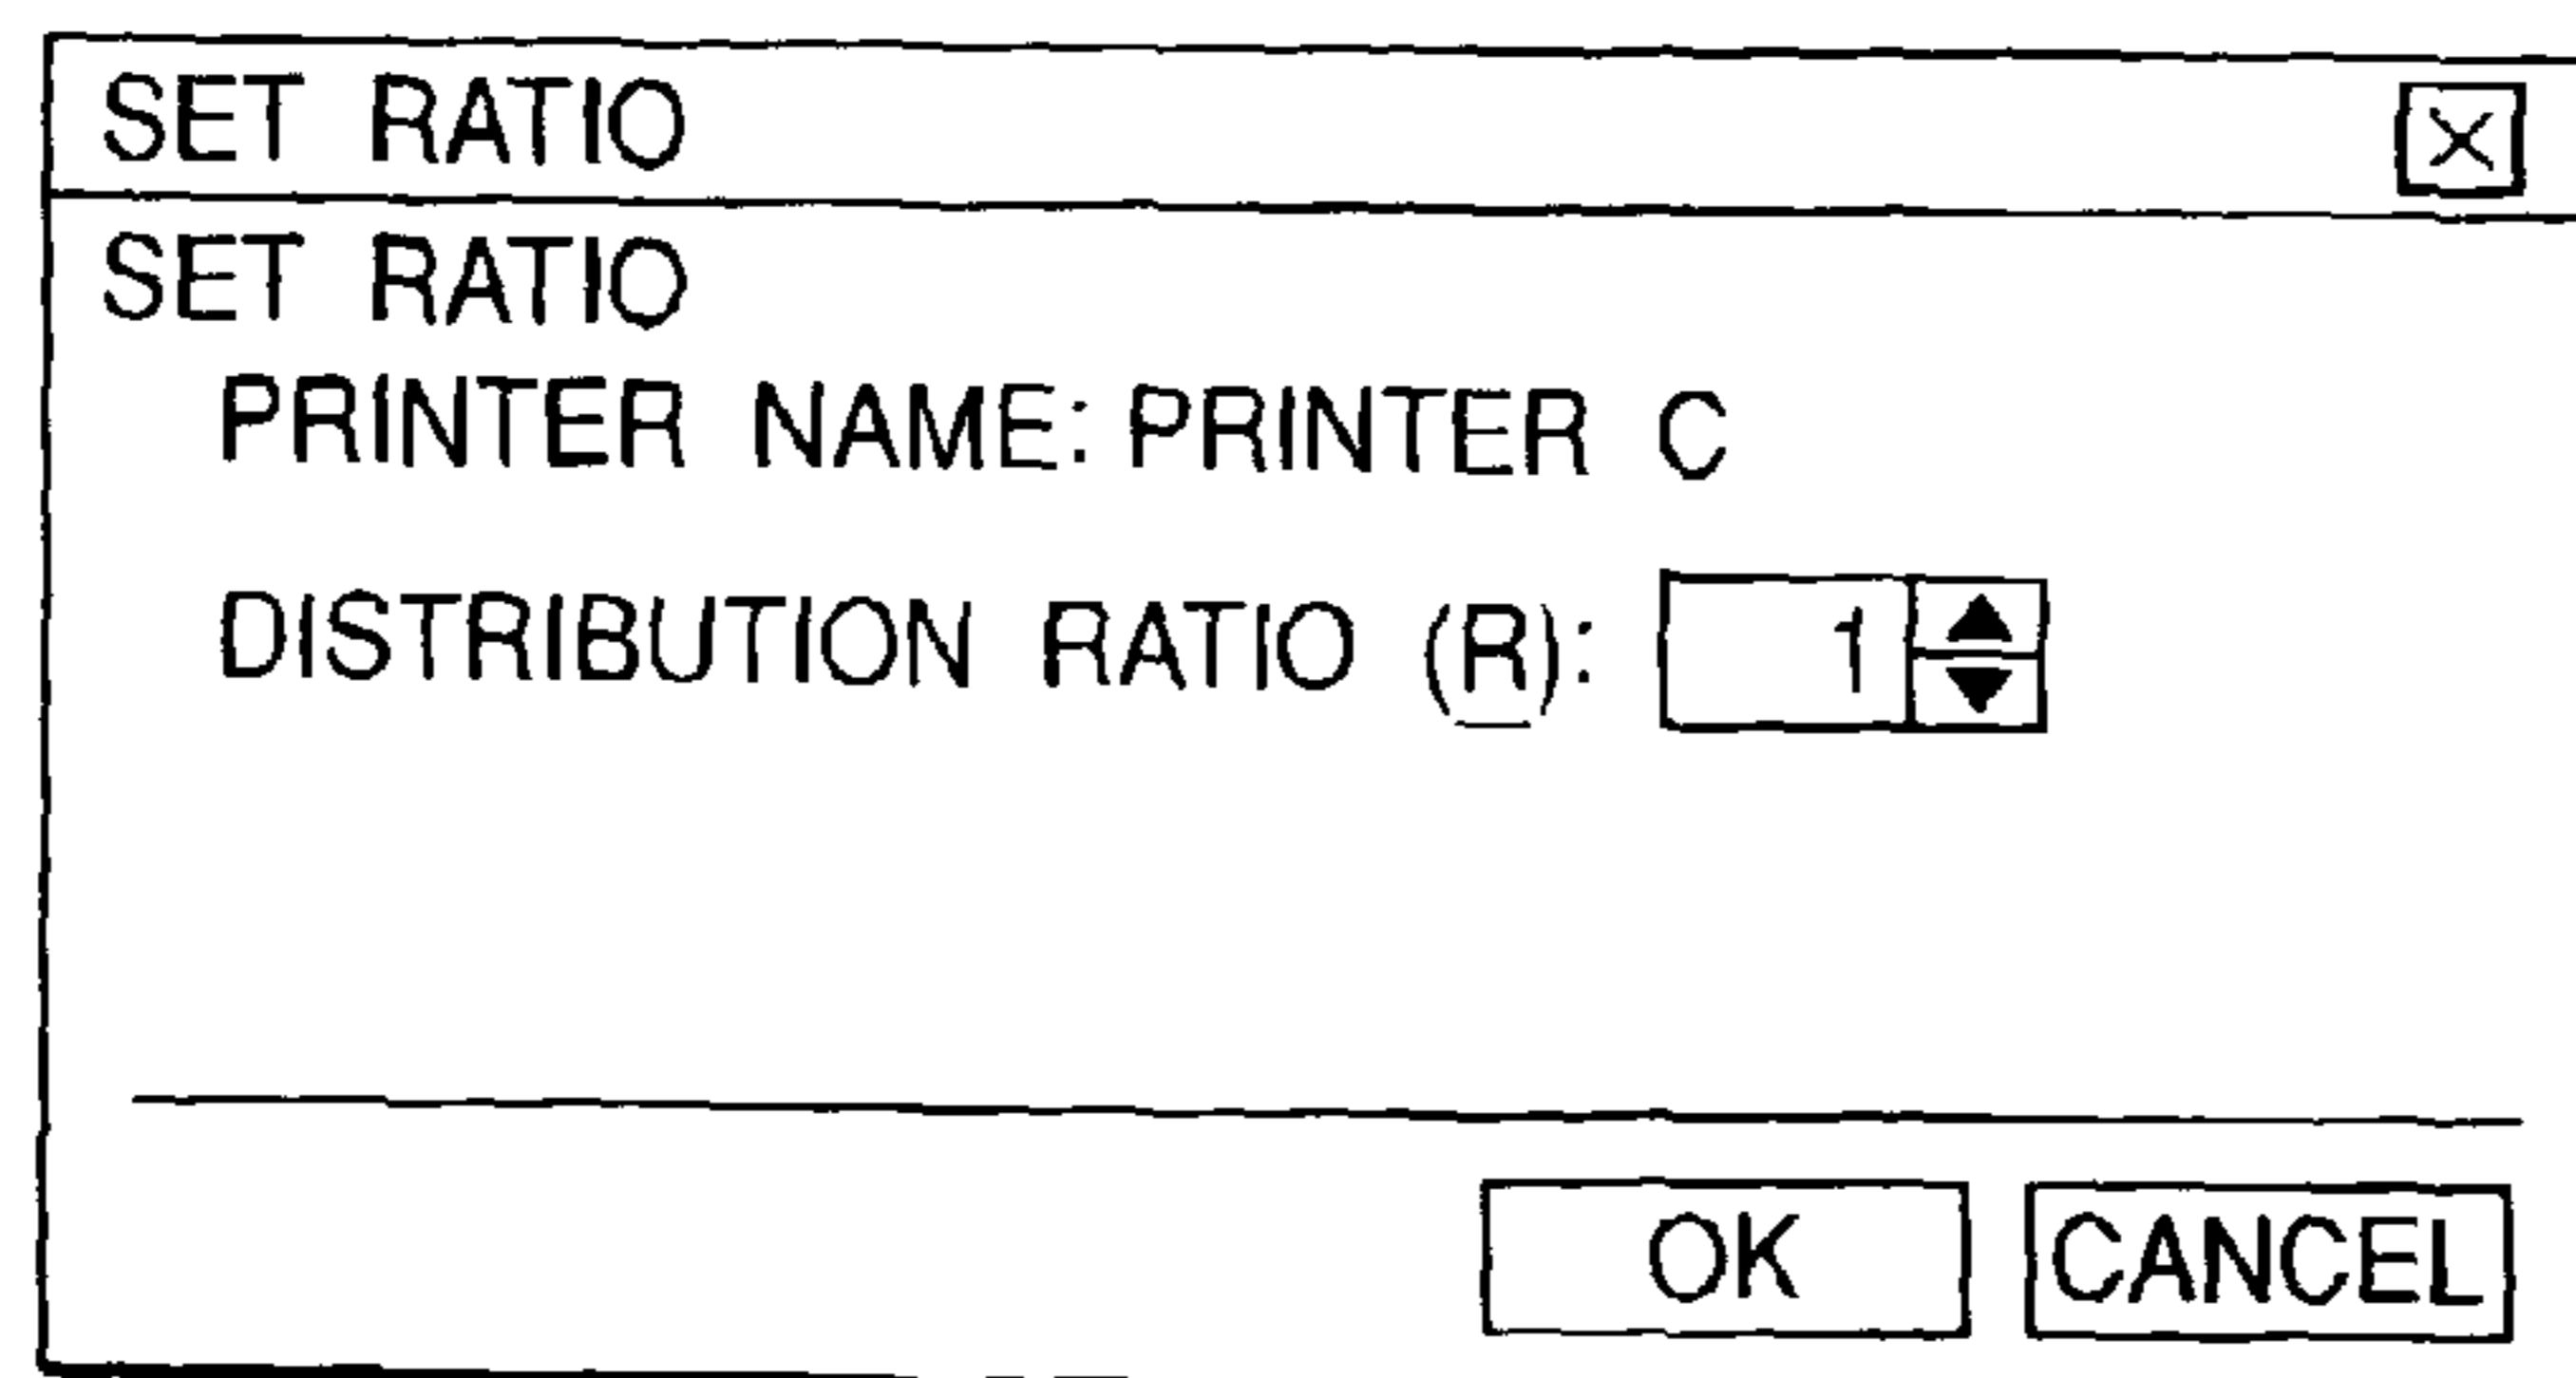 SET RATIO
SET RATIO
PRINTER NAME: PRINTER C
DISTRIBUTION RATIO (R): 1
OK CANCEL